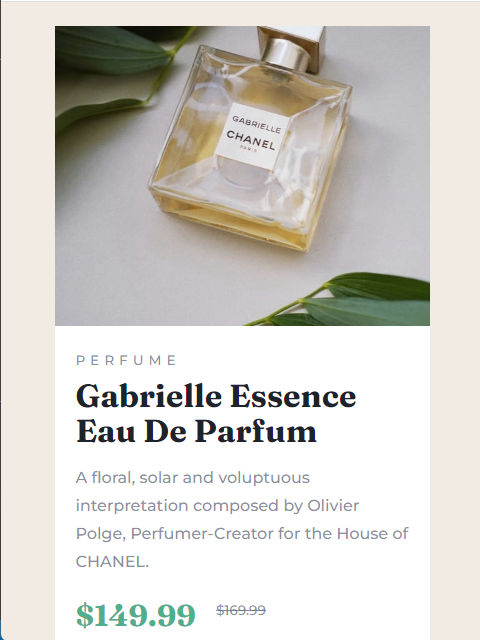 GABRIELLE
CHANEL
PARIS
PERFUME
Gabrielle Essence
Eau De Parfum
A floral, solar and voluptuous
interpretation composed by Olivier
Polge, Perfumer-Creator for the House of
CHANEL.
$149.99 $169.99